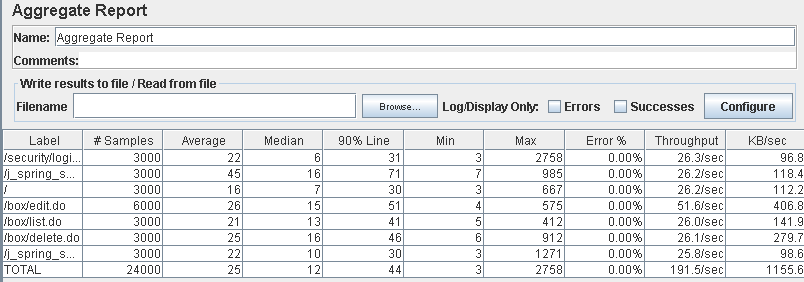 Aggregate Report
Name: Aggregate Report
Comments:
Write results to file / Read from file
Filename Browse... Log/Display Only: Errors Successes Configure
Label # Samples Average Median 90% Line Min Max Error % Throughput KB/sec
/security/logi... 3000 22 6 31 3 2758 0.00% 26.3/sec 96.8
/j_spring_s... 3000 45 16 71 7 985 0.00% 26.2/sec 118.4
/ 3000 16 7 30 3 667 0.00% 26.2/sec 112.2
/box/edit.do 6000 26 15 51 4 575 0.00% 51.6/sec 406.8
/box/list.do 3000 21 13 41 5 412 0.00% 26.0/sec 141.9
/box/delete.do 3000 25 16 46 6 912 0.00% 26.1/sec 279.7
/j_spring_s... 3000 22 10 30 3 1271 0.00% 25.8/sec 98.6
TOTAL 24000 25 12 44 3 2758 0.00% 191.5/sec 1155.6